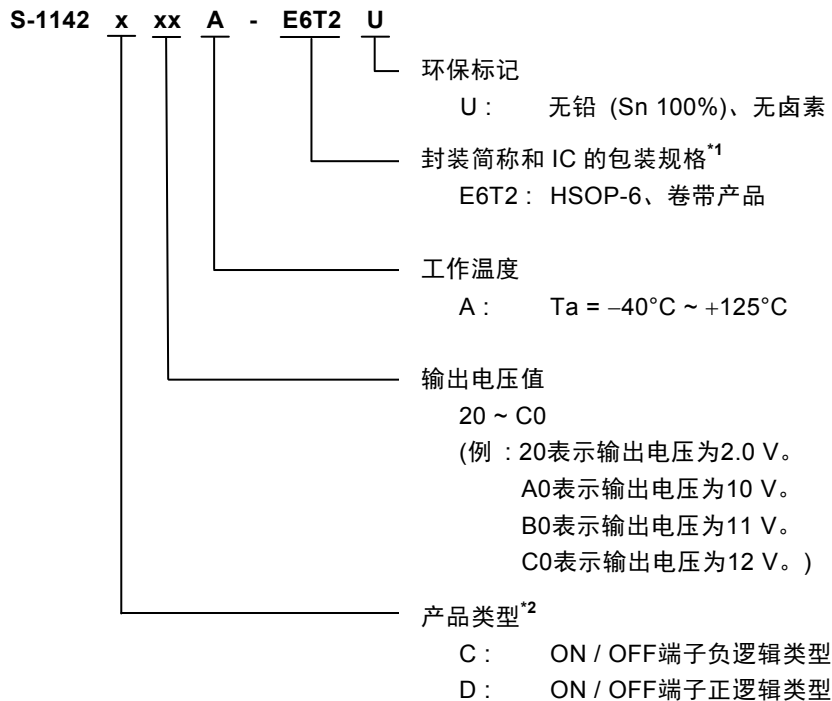 S-1142 x xx A - E6T2 U
环保标记
U : 无铅 (Sn 100%)、无卤素
封装简称和 IC 的包装规格*1
E6T2 : HSOP-6、卷带产品
工作温度
A : Ta = −40°C ~ +125°C
输出电压值
20 ~ C0
(例 : 20表示输出电压为2.0 V。
A0表示输出电压为10 V。
B0表示输出电压为11 V。
C0表示输出电压为12 V。)
产品类型*2
C : ON / OFF端子负逻辑类型
D : ON / OFF端子正逻辑类型